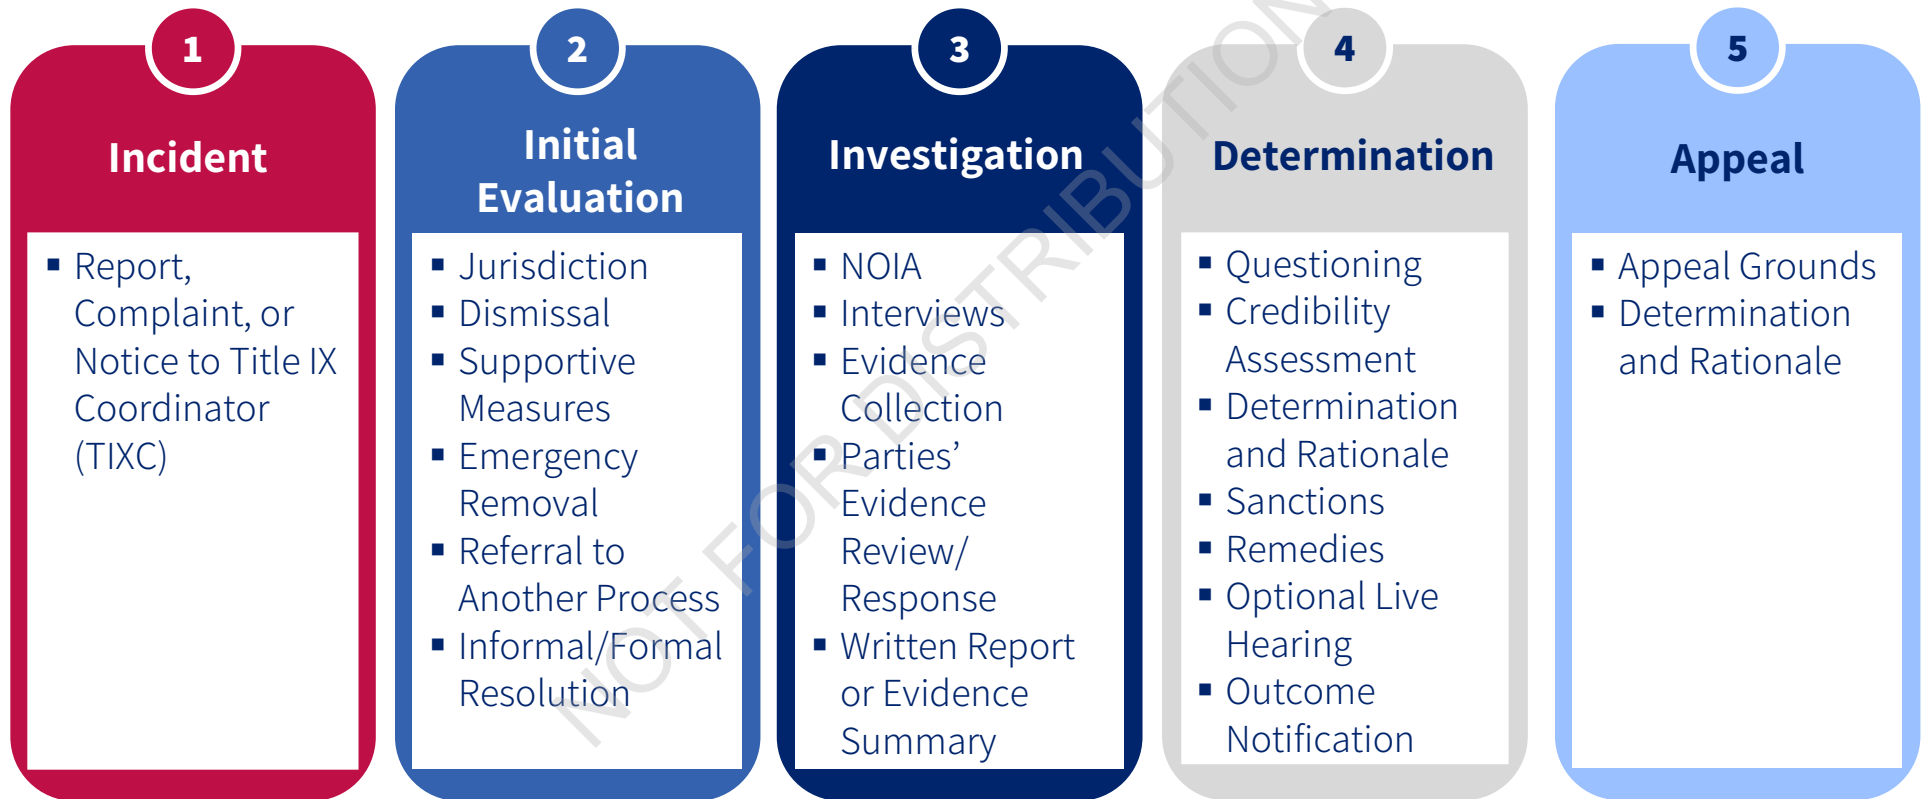 1
Incident
▪ Report,
Complaint, or
Notice to Title IX
Coordinator
(TIXC)
2
Initial
Evaluation
▪ Jurisdiction
▪ Dismissal
▪ Supportive
Measures
▪ Emergency
Removal
▪ Referral to
Another Process
▪ Informal/Formal
Resolution
3
Investigation
▪ NOIA
▪ Interviews
▪ Evidence
Collection
▪ Parties’
Evidence
Review/
Response
▪ Written Report
or Evidence
Summary
4
Determination
▪ Questioning
▪ Credibility
Assessment
▪ Determination
and Rationale
▪ Sanctions
▪ Remedies
▪ Optional Live
Hearing
▪ Outcome
Notification
5
Appeal
▪ Appeal Grounds
▪ Determination
and Rationale
NOT FOR DISTRIBUTION